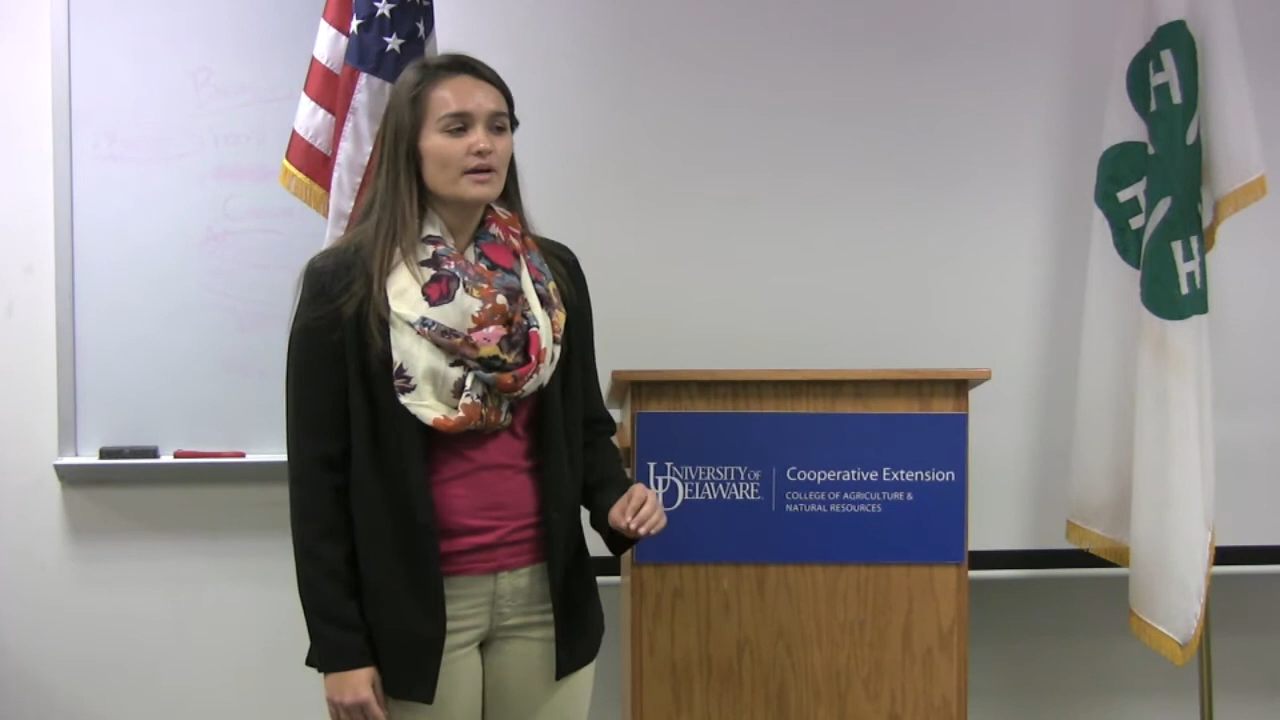 UNIVERSITY OF
DELAWARE
Cooperative Extension
COLLEGE OF AGRICULTURE &
NATURAL RESOURCES
H
H
H